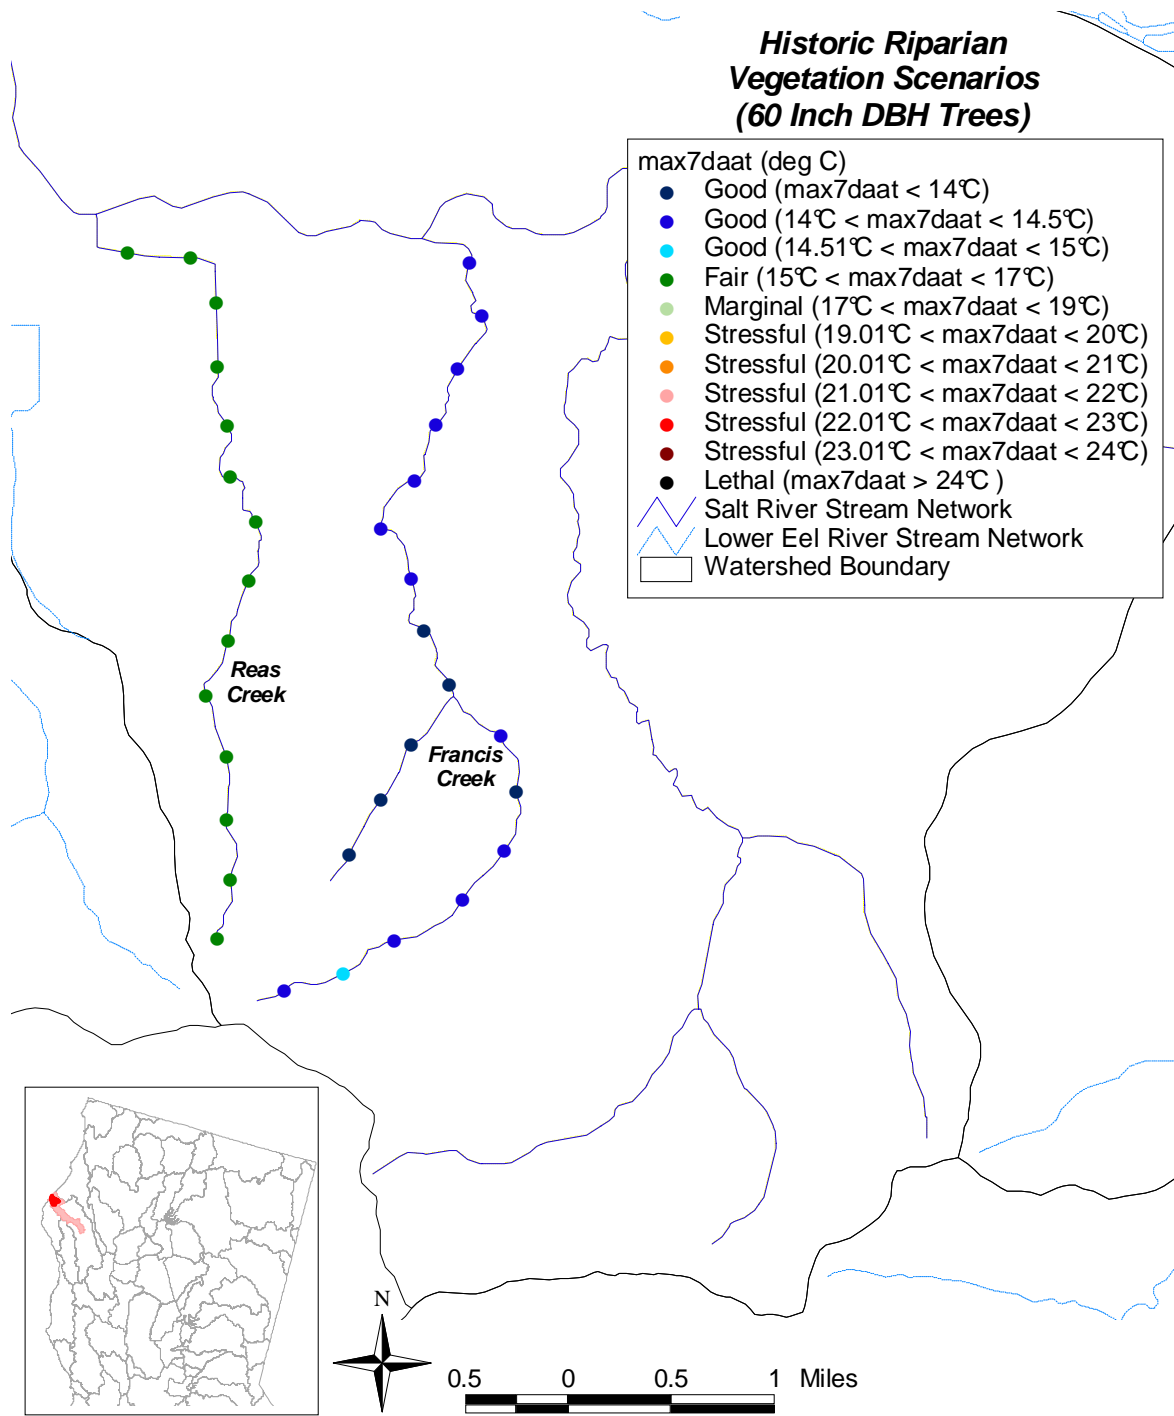 Historic Riparian
Vegetation Scenarios
(60 Inch DBH Trees)
max7daat (deg C)
Good (max7daat < 14°C)
Good (14°C < max7daat < 14.5°C)
Good (14.51°C < max7daat < 15°C)
Fair (15°C < max7daat < 17°C)
Marginal (17°C < max7daat < 19°C)
Stressful (19.01°C < max7daat < 20°C)
Stressful (20.01°C < max7daat < 21°C)
Stressful (21.01°C < max7daat < 22°C)
Stressful (22.01°C < max7daat < 23°C)
Stressful (23.01°C < max7daat < 24°C)
Lethal (max7daat > 24°C )
Salt River Stream Network
Lower Eel River Stream Network
Watershed Boundary
Reas
Creek
Francis
Creek
N
0.5 0 0.5 1 Miles